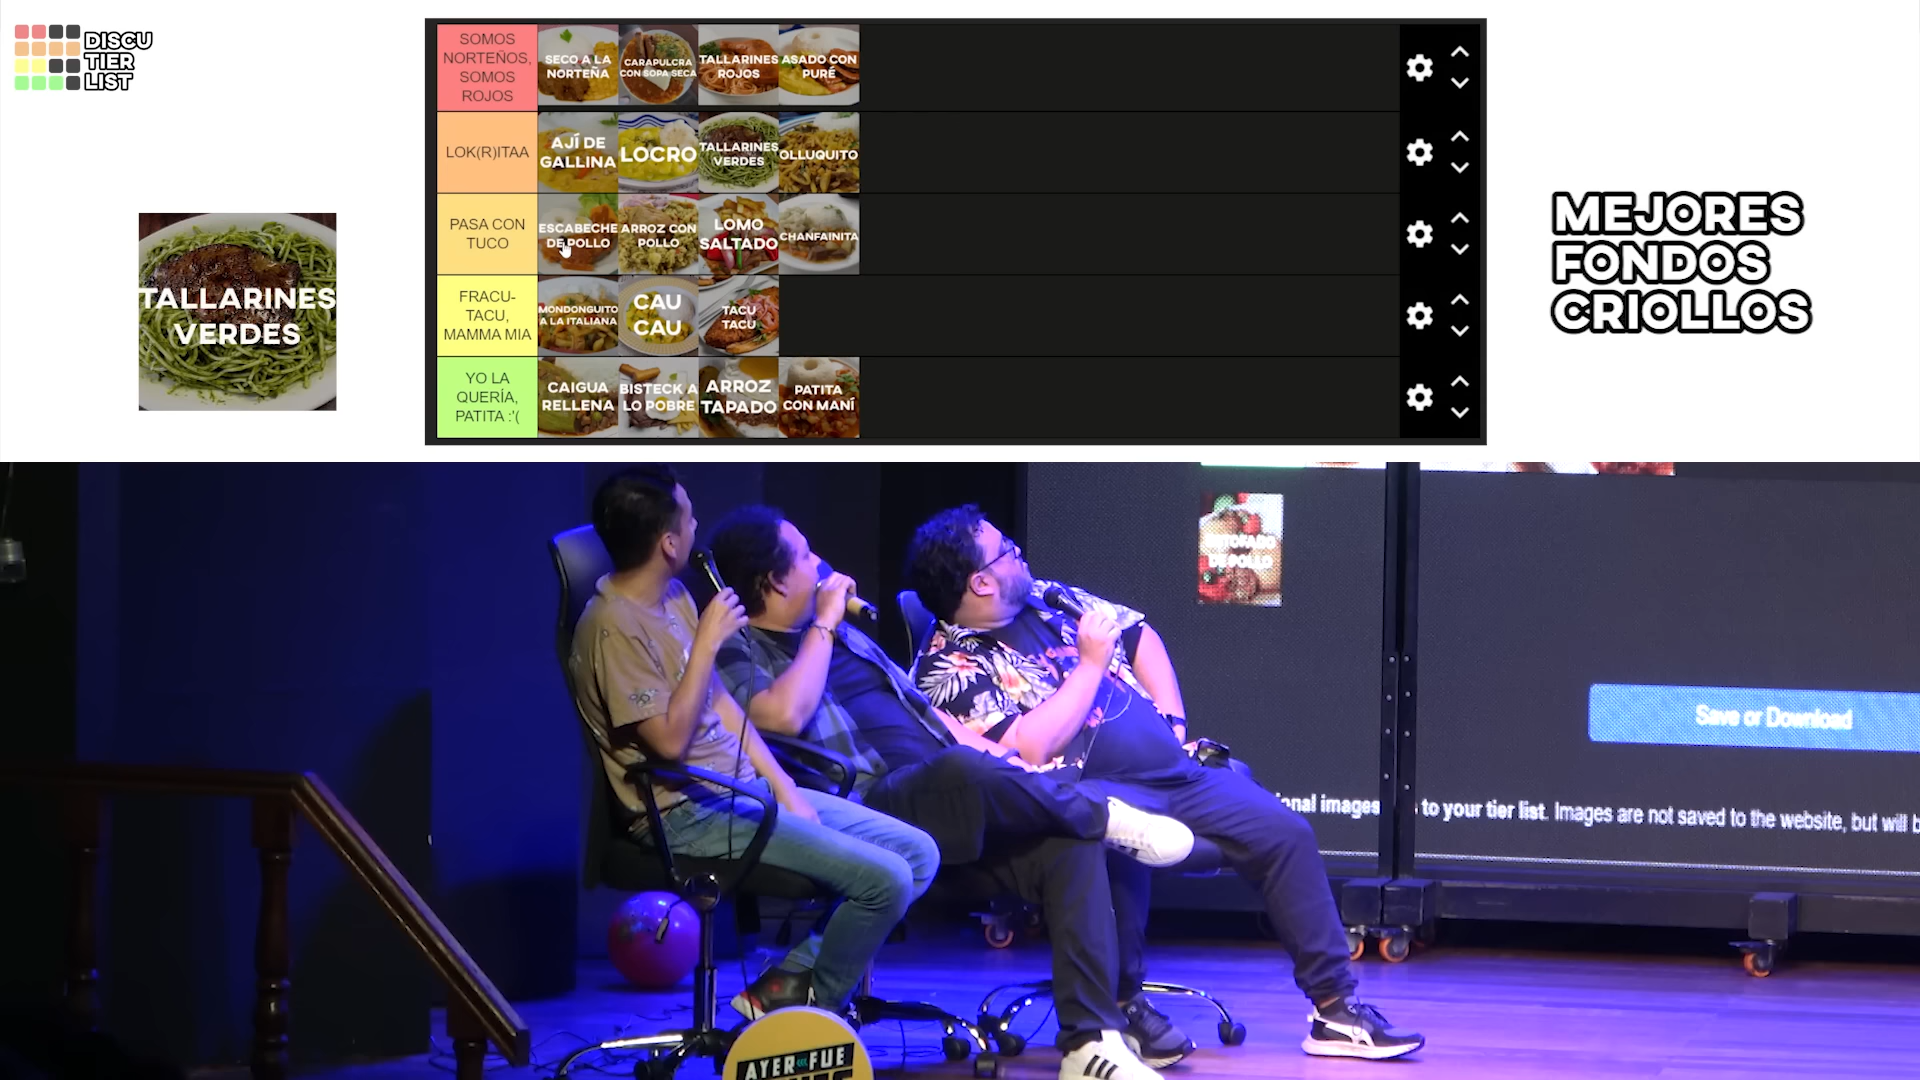 DISCU
TIER
LIST
SOMOS
NORTEÑOS,
SOMOS
ROJOS
SECO A LA
NORTEÑA
CARAPULCRA
CON SOPA SECA
TALLARINES
ROJOS
ASADO CON
PURÉ
LOK(R)ITAA
AJÍ DE
GALLINA
LOCRO
TALLARINES
VERDES
OLLUQUITO
PASA CON
TUCO
ESCABECHE
DE POLLO
ARROZ CON
POLLO
LOMO
SALTADO
CHANFAINITA
FRACU-
TACU,
MAMMA MIA
MONDONGUITO
A LA ITALIANA
CAU
CAU
TACU
TACU
YO LA
QUERÍA,
PATITA :'(
CAIGUA
RELLENA
BISTECK A
LO POBRE
ARROZ
TAPADO
PATITA
CON MANÍ
TALLARINES
VERDES
MEJORES
FONDOS
CRIOLLOS
DE POLLO
Save or Download
onal images
to your tier list. Images are not saved to the website, but will b
AYER FUE